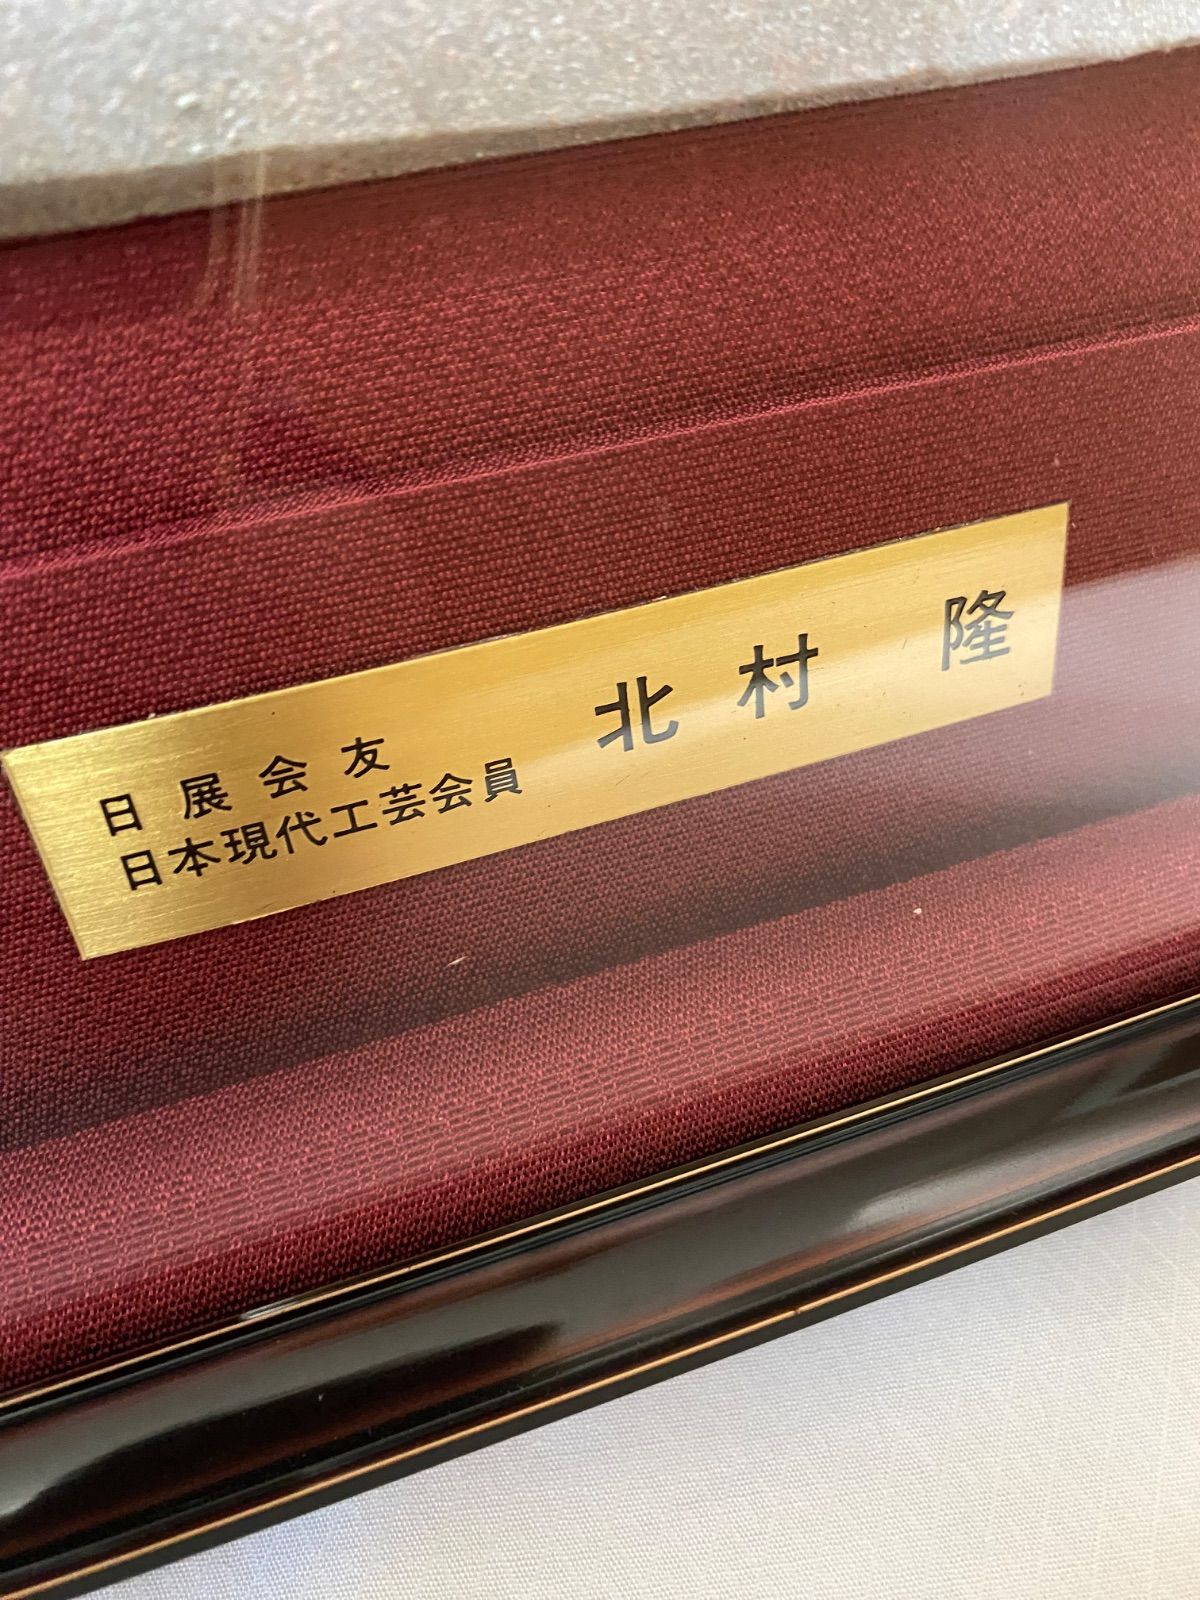 日展会友
日本現代工芸会員
北村 隆